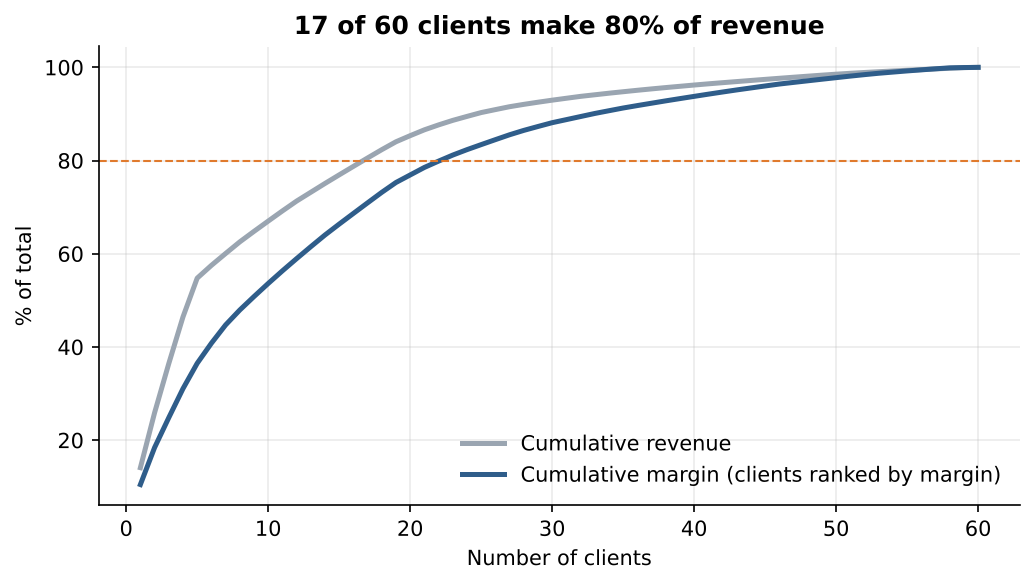 17 of 60 clients make 80% of revenue
% of total
100
80
60
40
20
Cumulative revenue
Cumulative margin (clients ranked by margin)
0 10 20 30 40 50 60
Number of clients